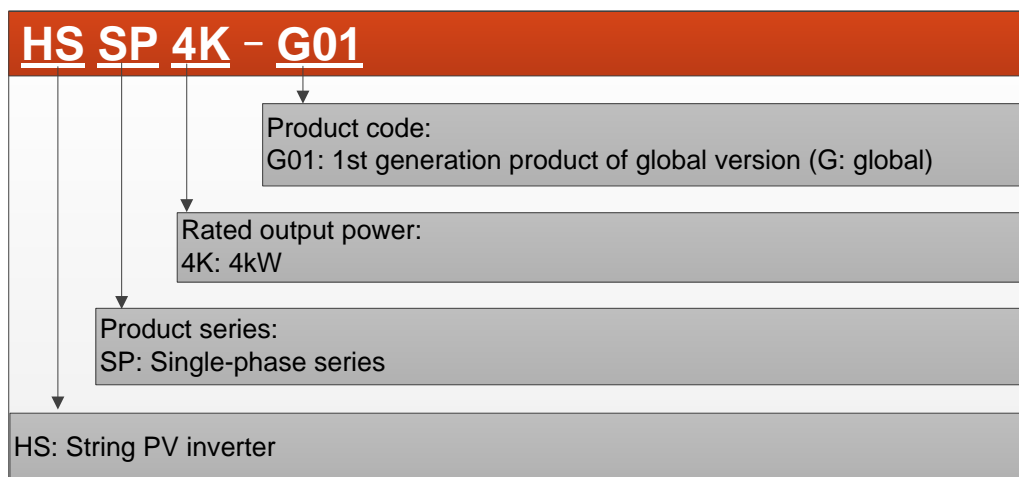 HS SP 4K - G01
Product code:
G01: 1st generation product of global version (G: global)
Rated output power:
4K: 4kW
Product series:
SP: Single-phase series
HS: String PV inverter